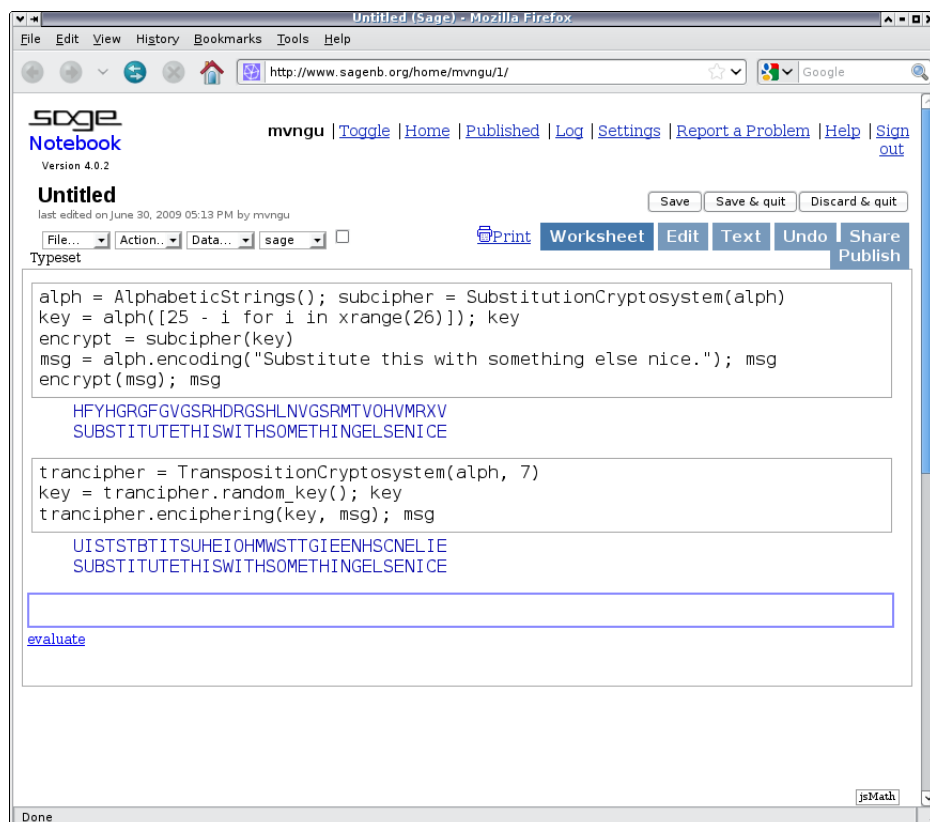 Untitled (Sage) - Mozilla Firefox
File Edit View History Bookmarks Tools Help
http://www.sagenb.org/home/mvngu/1/
Google
sage
Notebook
Version 4.0.2
mvngu | Toggle | Home | Published | Log | Settings | Report a Problem | Help | Sign
out
Untitled
last edited on June 30, 2009 05:13 PM by mvngu
Save Save & quit Discard & quit
File... Action.. Data... sage
Typeset
Print Worksheet Edit Text Undo Share
Publish
alph = AlphabeticStrings(); subcipher = SubstitutionCryptosystem(alph)
key = alph([25 - i for i in xrange(26)]); key
encrypt = subcipher(key)
msg = alph.encoding("Substitute this with something else nice."); msg
encrypt(msg); msg
HFYHGRGFGVGSRHDRGSHLNVGSRMTVOHVMRXV
SUBSTITUTETHISWITHSOMETHINGELSENICE
trancipher = TranspositionCryptosystem(alph, 7)
key = trancipher.random_key(); key
trancipher.enciphering(key, msg); msg
UISTSTBTITSUHEIOHMWSTTGIEENHSCNELIE
SUBSTITUTETHISWITHSOMETHINGELSENICE
evaluate
jsMath
Done